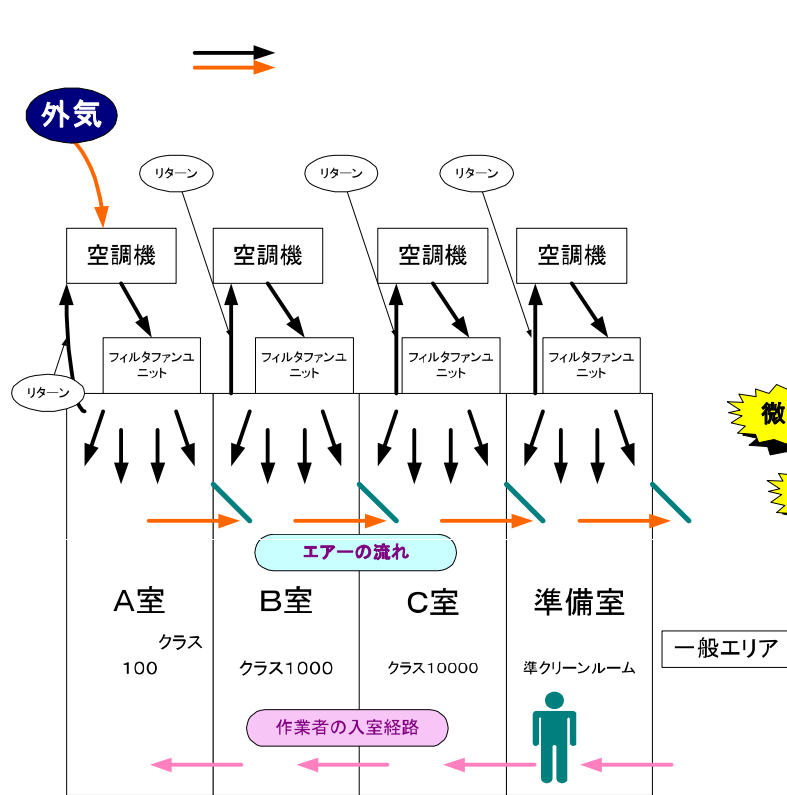 外気
リターン
リターン
リターン
空調機
空調機
空調機
空調機
フィルタファンユ
ニット
フィルタファンユ
ニット
フィルタファンユ
ニット
フィルタファンユ
ニット
リターン
微
エアーの流れ
A室
B室
C室
準備室
クラス
100
クラス1000
クラス10000
準クリーンルーム
一般エリア
作業者の入室経路